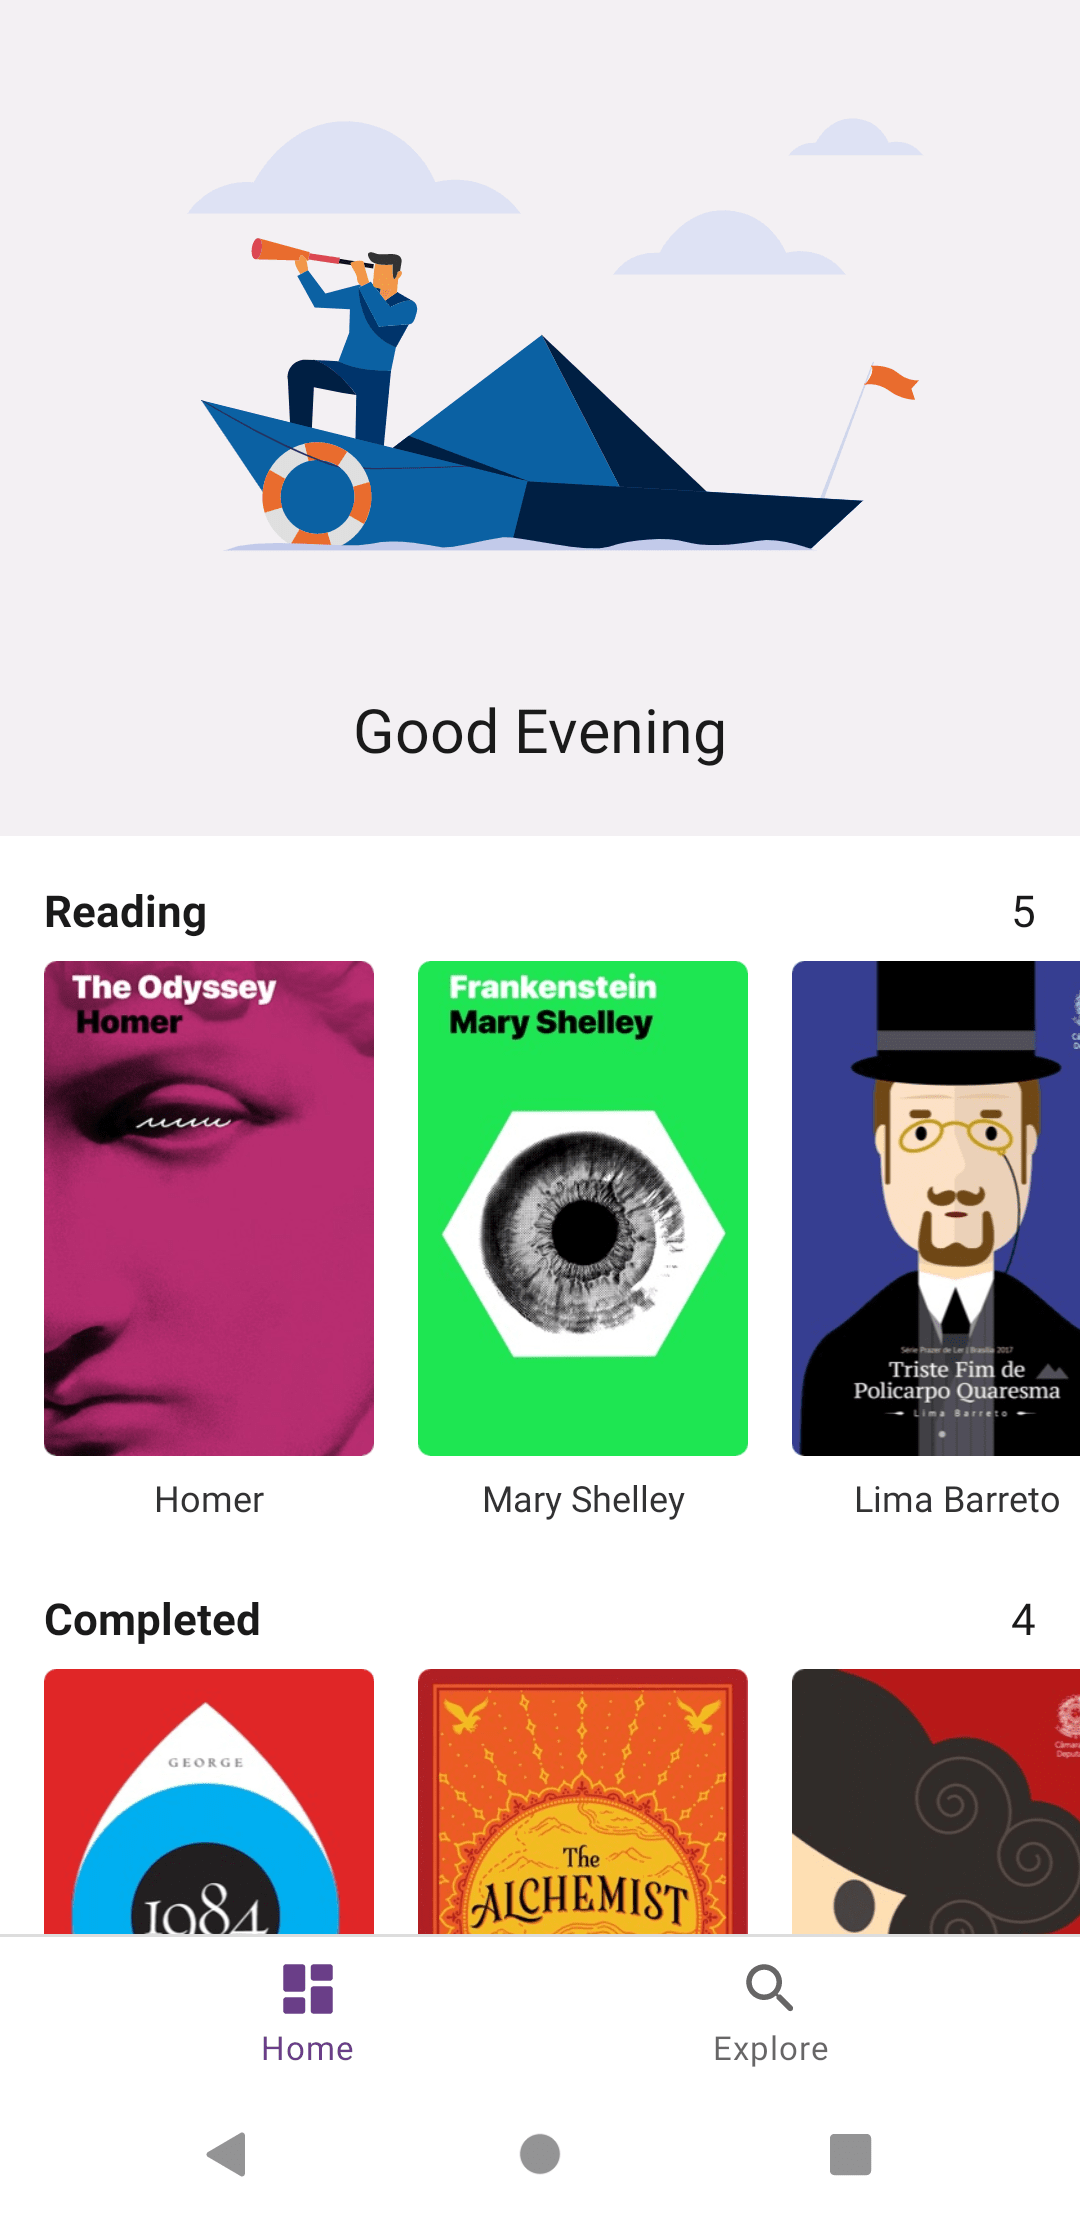 Good Evening
Reading
5
The Odyssey
Homer
Frankenstein
Mary Shelley
Série Prazer de Ler | Brasília 2017
Triste Fim de
Policarpo Quaresma
Lima Barreto
Homer
Mary Shelley
Lima Barreto
Completed
4
GEORGE
1984
The
ALCHEMIST
Home
Explore